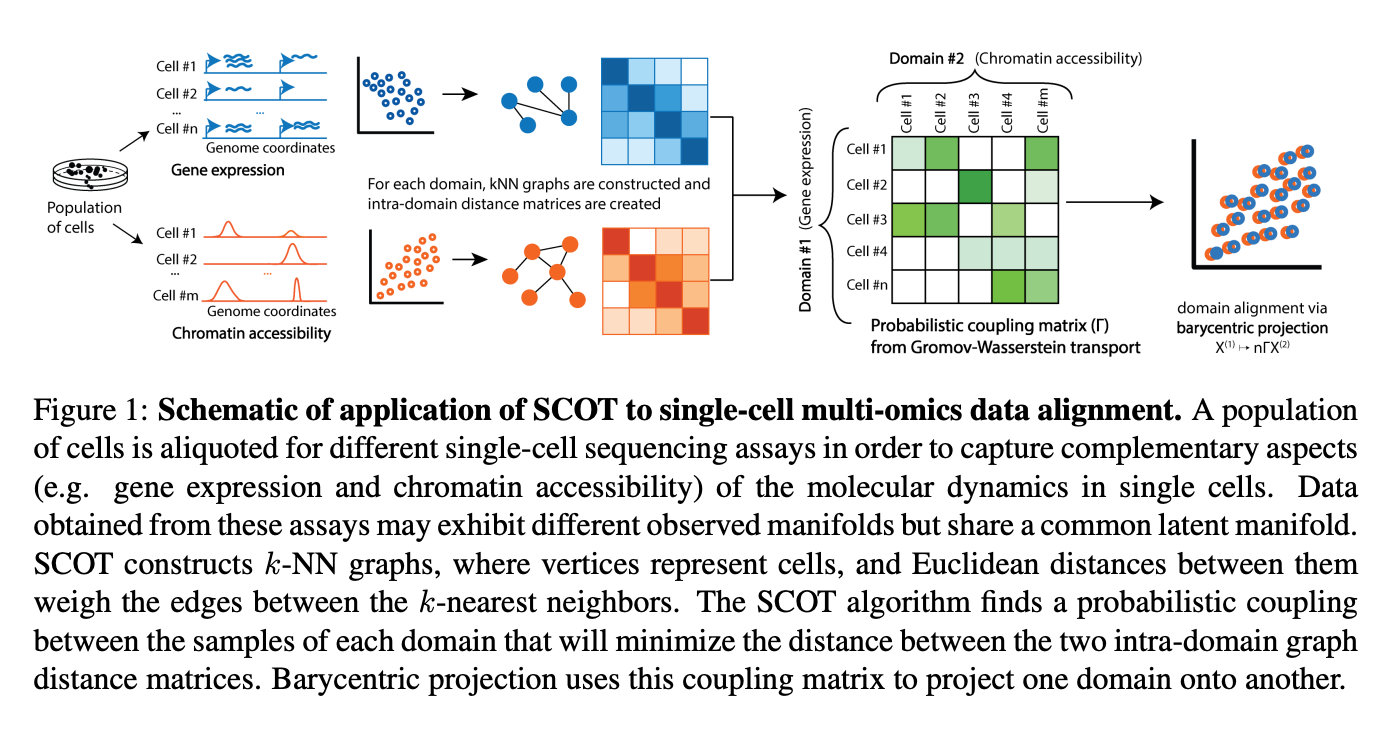 Cell #1
Cell #2
...
...
Cell #n
Genome coordinates
Gene expression
Population
of cells
Cell #1
Cell #2
...
...
Cell #m
Genome coordinates
Chromatin accessibility
For each domain, kNN graphs are constructed and
intra-domain distance matrices are created
Domain #2 (Chromatin accessibility)
Cell #1
Cell #2
Cell #3
Cell #4
Cell #m
Domain #1 (Gene expression)
Cell #1
Cell #2
Cell #3
Cell #4
Cell #n
Probabilistic coupling matrix (Γ)
from Gromov-Wasserstein transport
domain alignment via
barycentric projection
X⁽¹⁾ ↦ nΓX⁽²⁾
Figure 1: Schematic of application of SCOT to single-cell multi-omics data alignment. A population
of cells is aliquoted for different single-cell sequencing assays in order to capture complementary aspects
(e.g. gene expression and chromatin accessibility) of the molecular dynamics in single cells. Data
obtained from these assays may exhibit different observed manifolds but share a common latent manifold.
SCOT constructs k-NN graphs, where vertices represent cells, and Euclidean distances between them
weigh the edges between the k-nearest neighbors. The SCOT algorithm finds a probabilistic coupling
between the samples of each domain that will minimize the distance between the two intra-domain graph
distance matrices. Barycentric projection uses this coupling matrix to project one domain onto another.